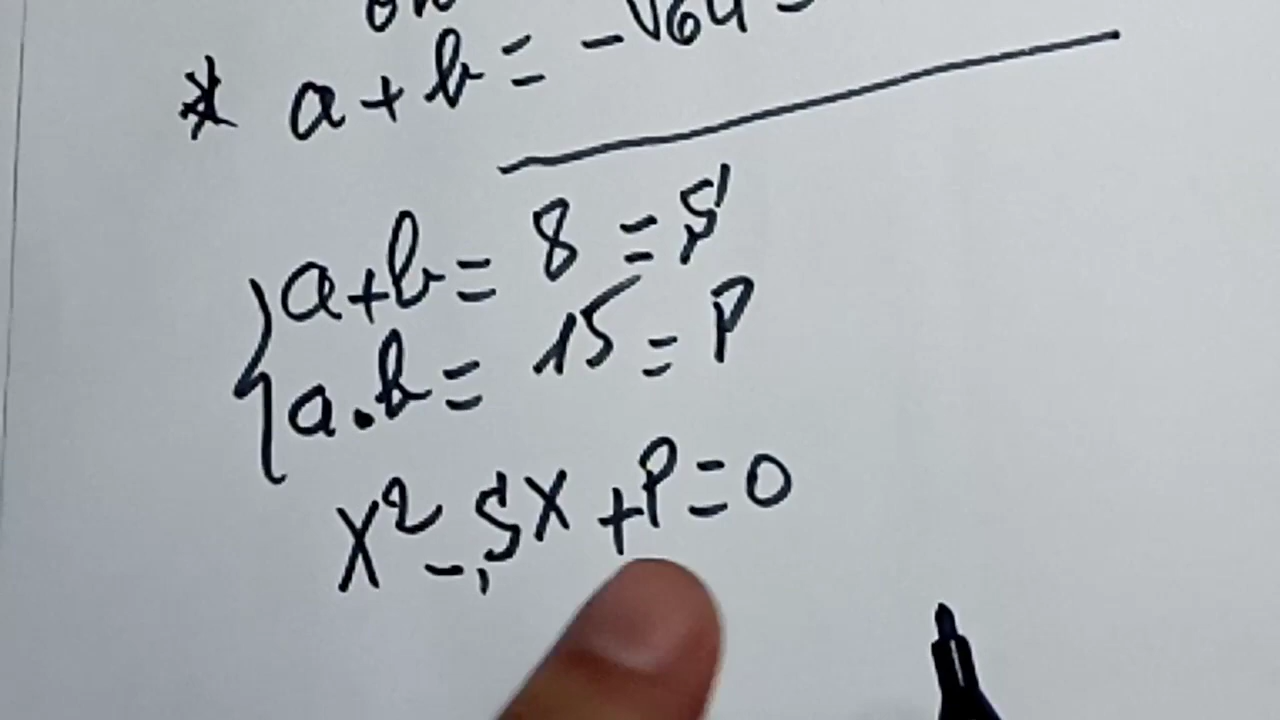 * a + b = - √64 =
a + b = 8 = S
a . b = 15 = P
X² - SX + P = 0